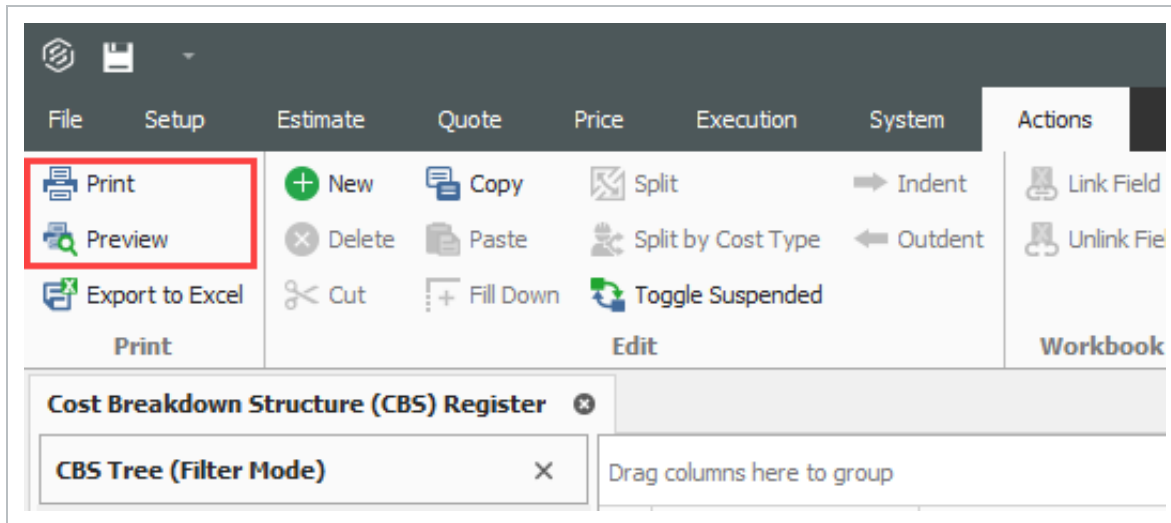 File Setup Estimate Quote Price Execution System Actions
Print New Copy Split Indent Link Field
Preview Delete Paste Split by Cost Type Outdent Unlink Fie
Export to Excel Cut Fill Down Toggle Suspended
Print Edit Workbook
Cost Breakdown Structure (CBS) Register
CBS Tree (Filter Mode) Drag columns here to group